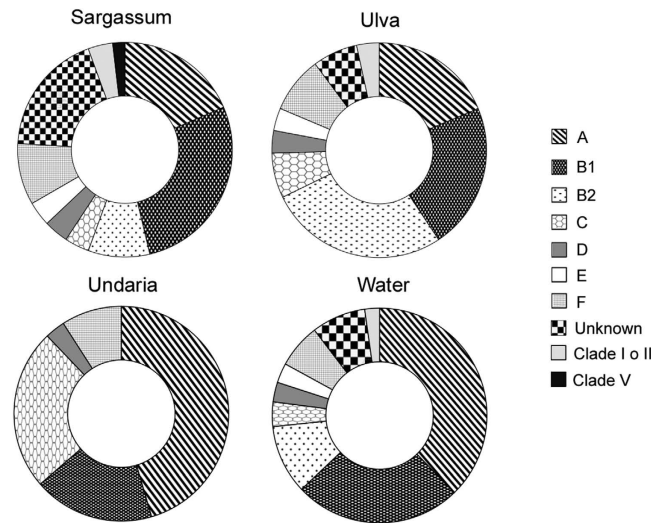 Sargassum
Ulva
Undaria
Water
A
B1
B2
C
D
E
F
Unknown
Clade I o II
Clade V